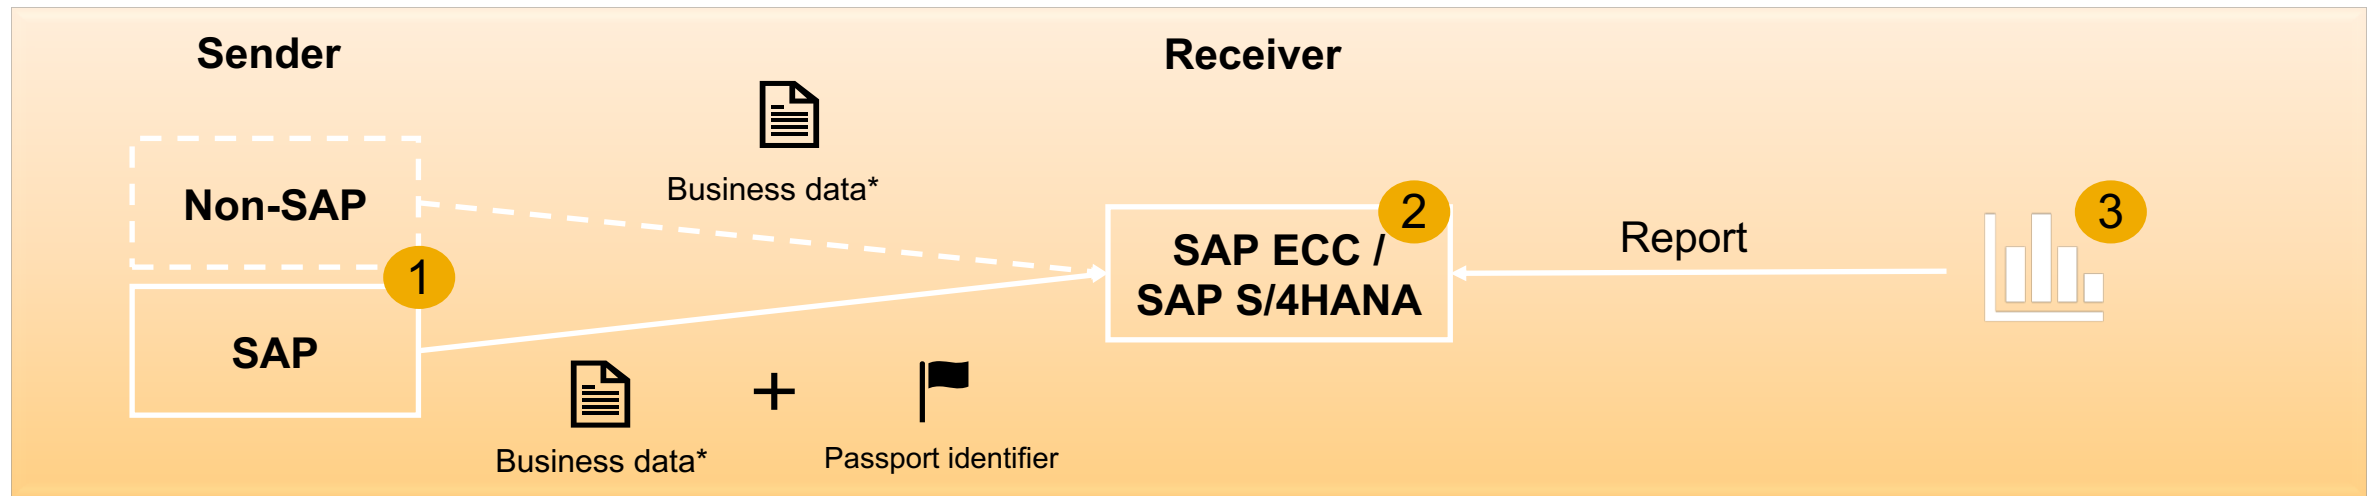 Sender
Receiver
Business data*
Non-SAP
1
SAP
2
SAP ECC /
SAP S/4HANA
Report
3
+
Business data*
Passport identifier